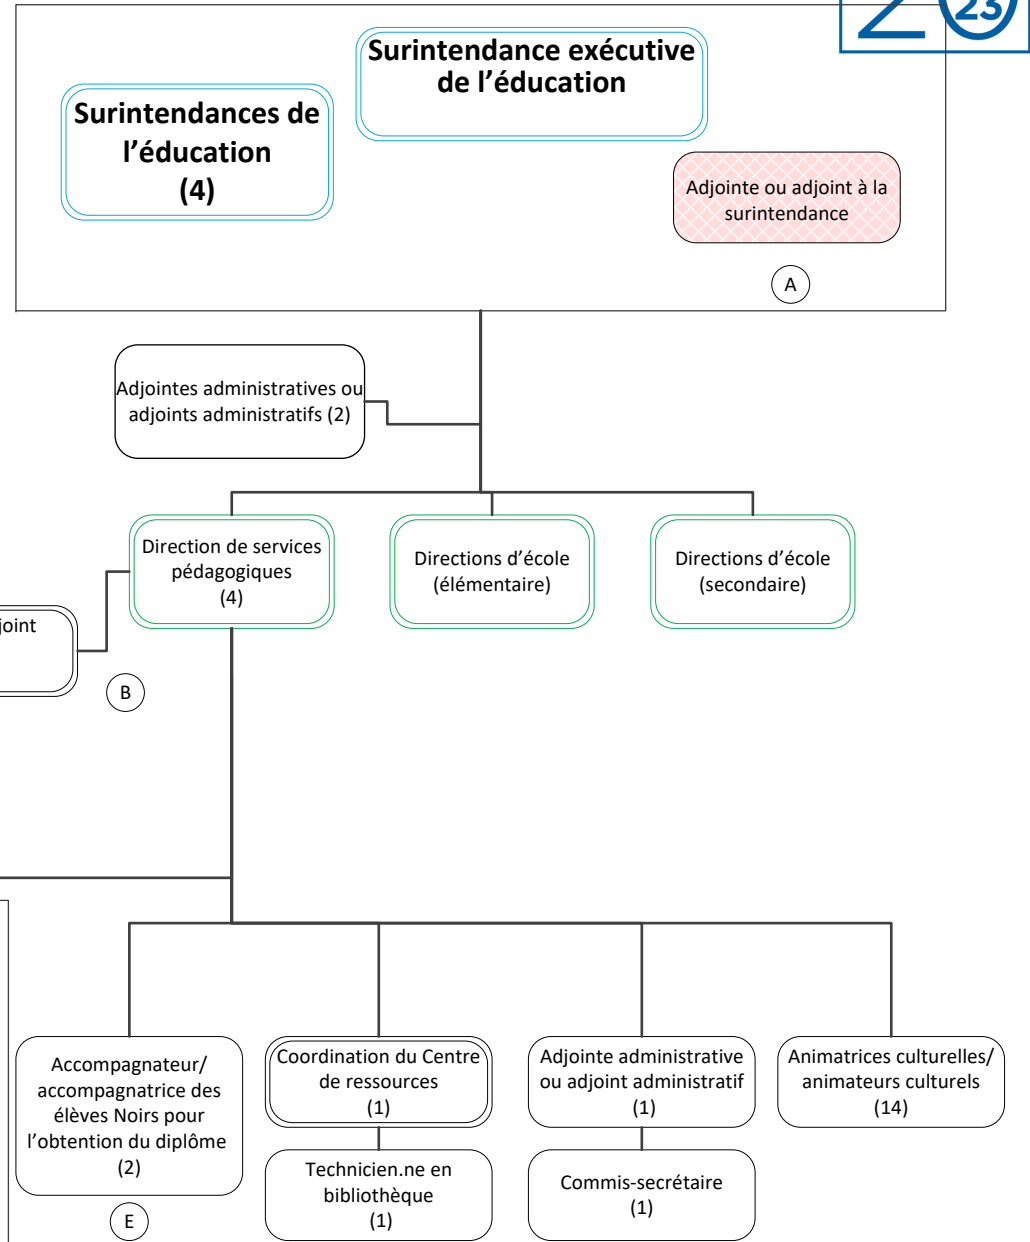 23
Surintendance exécutive
de l’éducation
Surintendances de
l’éducation
(4)
Adjointe ou adjoint à la
surintendance
A
Adjointes administratives ou
adjoints administratifs (2)
Direction de services
pédagogiques
(4)
Directions d’école
(élémentaire)
Directions d’école
(secondaire)
B
Accompagnateur/
accompagnatrice des
élèves Noirs pour
l’obtention du diplôme
(2)
E
Coordination du Centre
de ressources
(1)
Technicien.ne en
bibliothèque
(1)
Adjointe administrative
ou adjoint administratif
(1)
Commis-secrétaire
(1)
Animatrices culturelles/
animateurs culturels
(14)